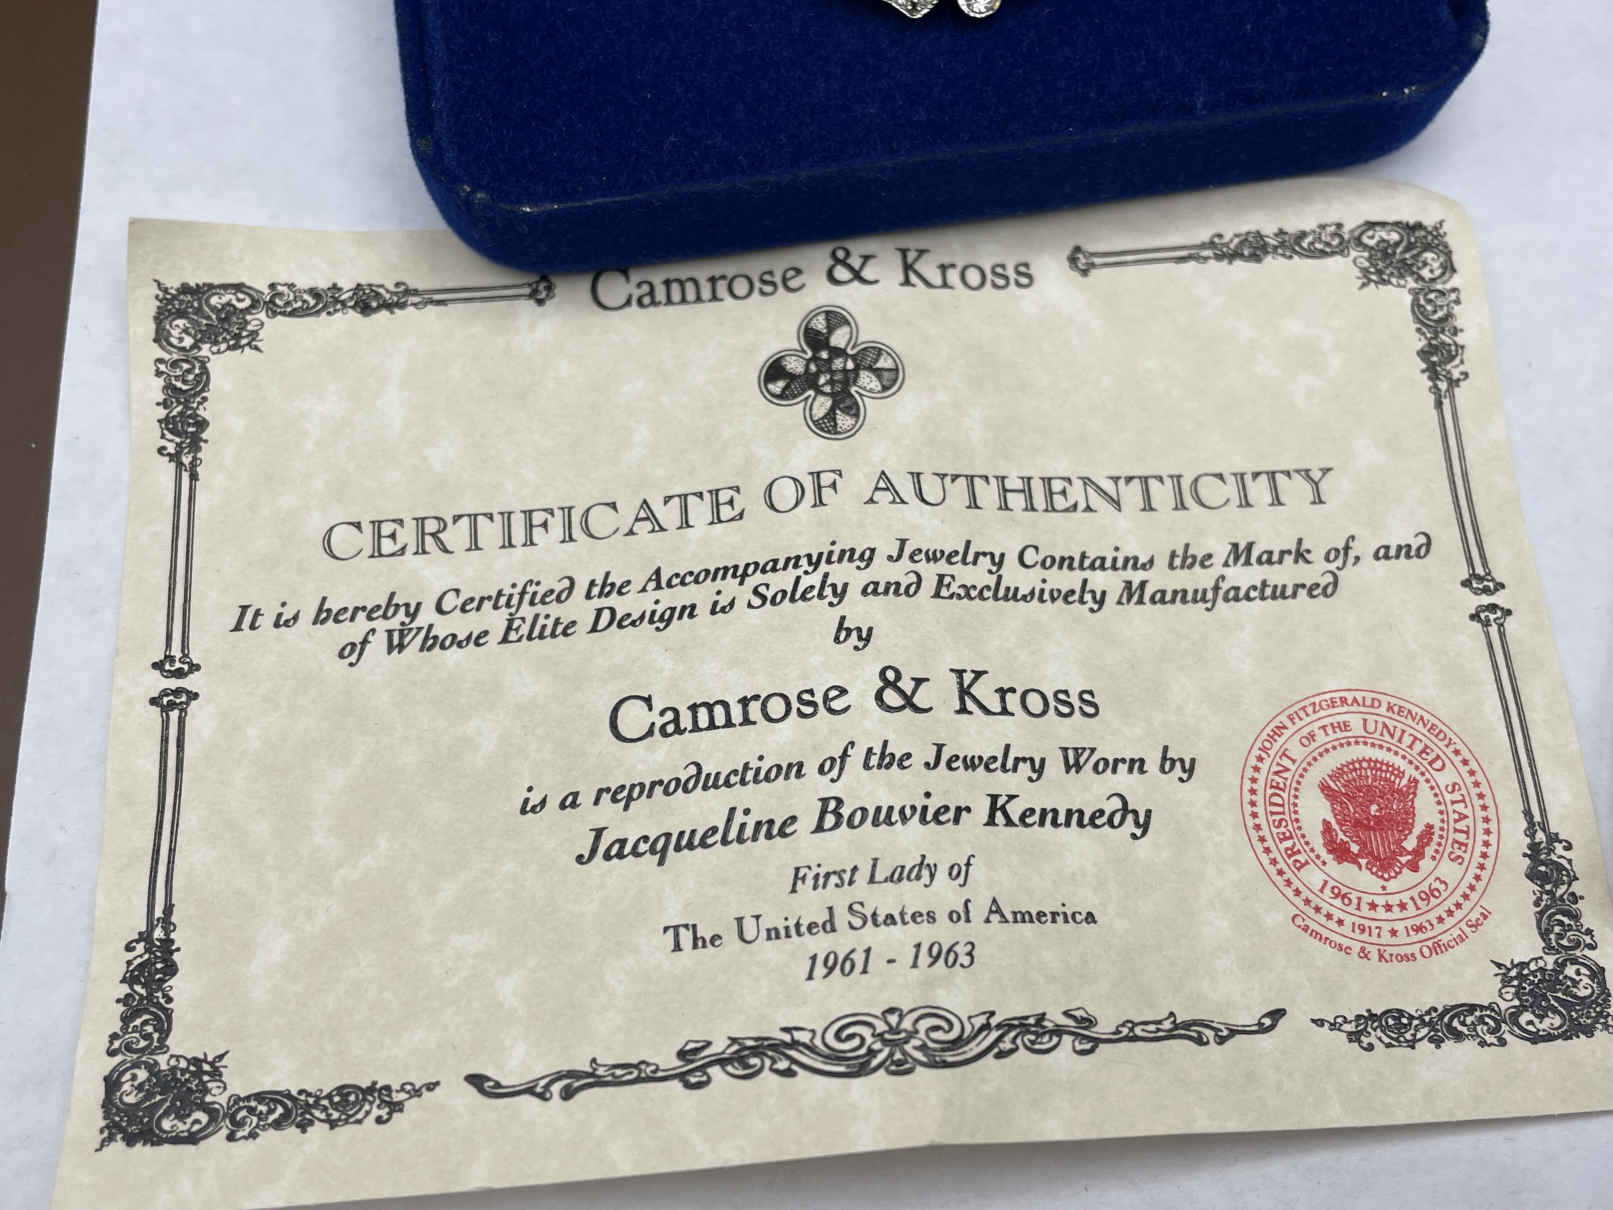 Camrose & Kross
CERTIFICATE OF AUTHENTICITY
It is hereby Certified the Accompanying Jewelry Contains the Mark of, and
of Whose Elite Design is Solely and Exclusively Manufactured
by
Camrose & Kross
is a reproduction of the Jewelry Worn by
Jacqueline Bouvier Kennedy
First Lady of
The United States of America
1961 - 1963
JOHN FITZGERALD KENNEDY
PRESIDENT OF THE UNITED STATES
1961★★★1963
1917 ★ 1963
Camrose & Kross Official Seal